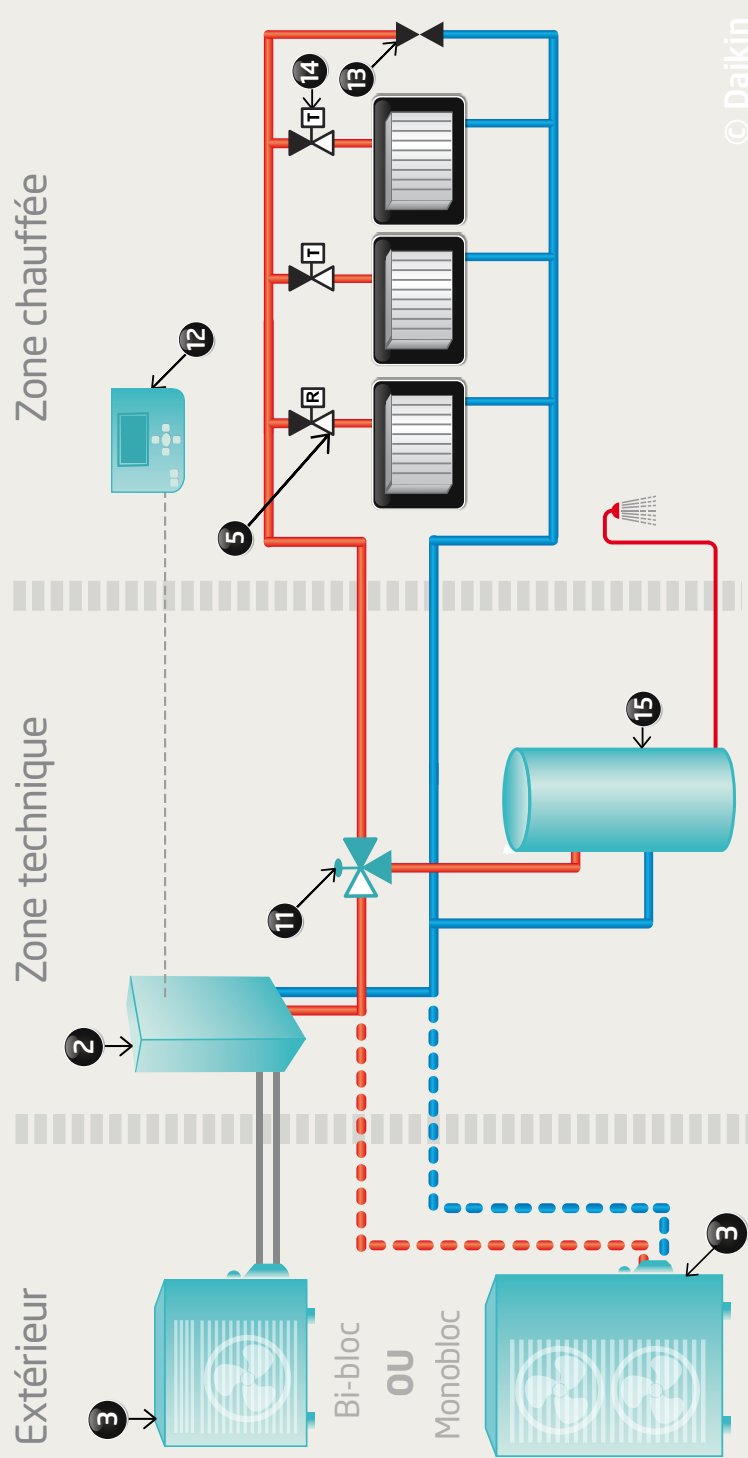 Extérieur
Zone technique
Zone chauffée
3
2
12
11
5
14
13
R
T
T
Bi-bloc
OU
Monobloc
3
15
© Daikin